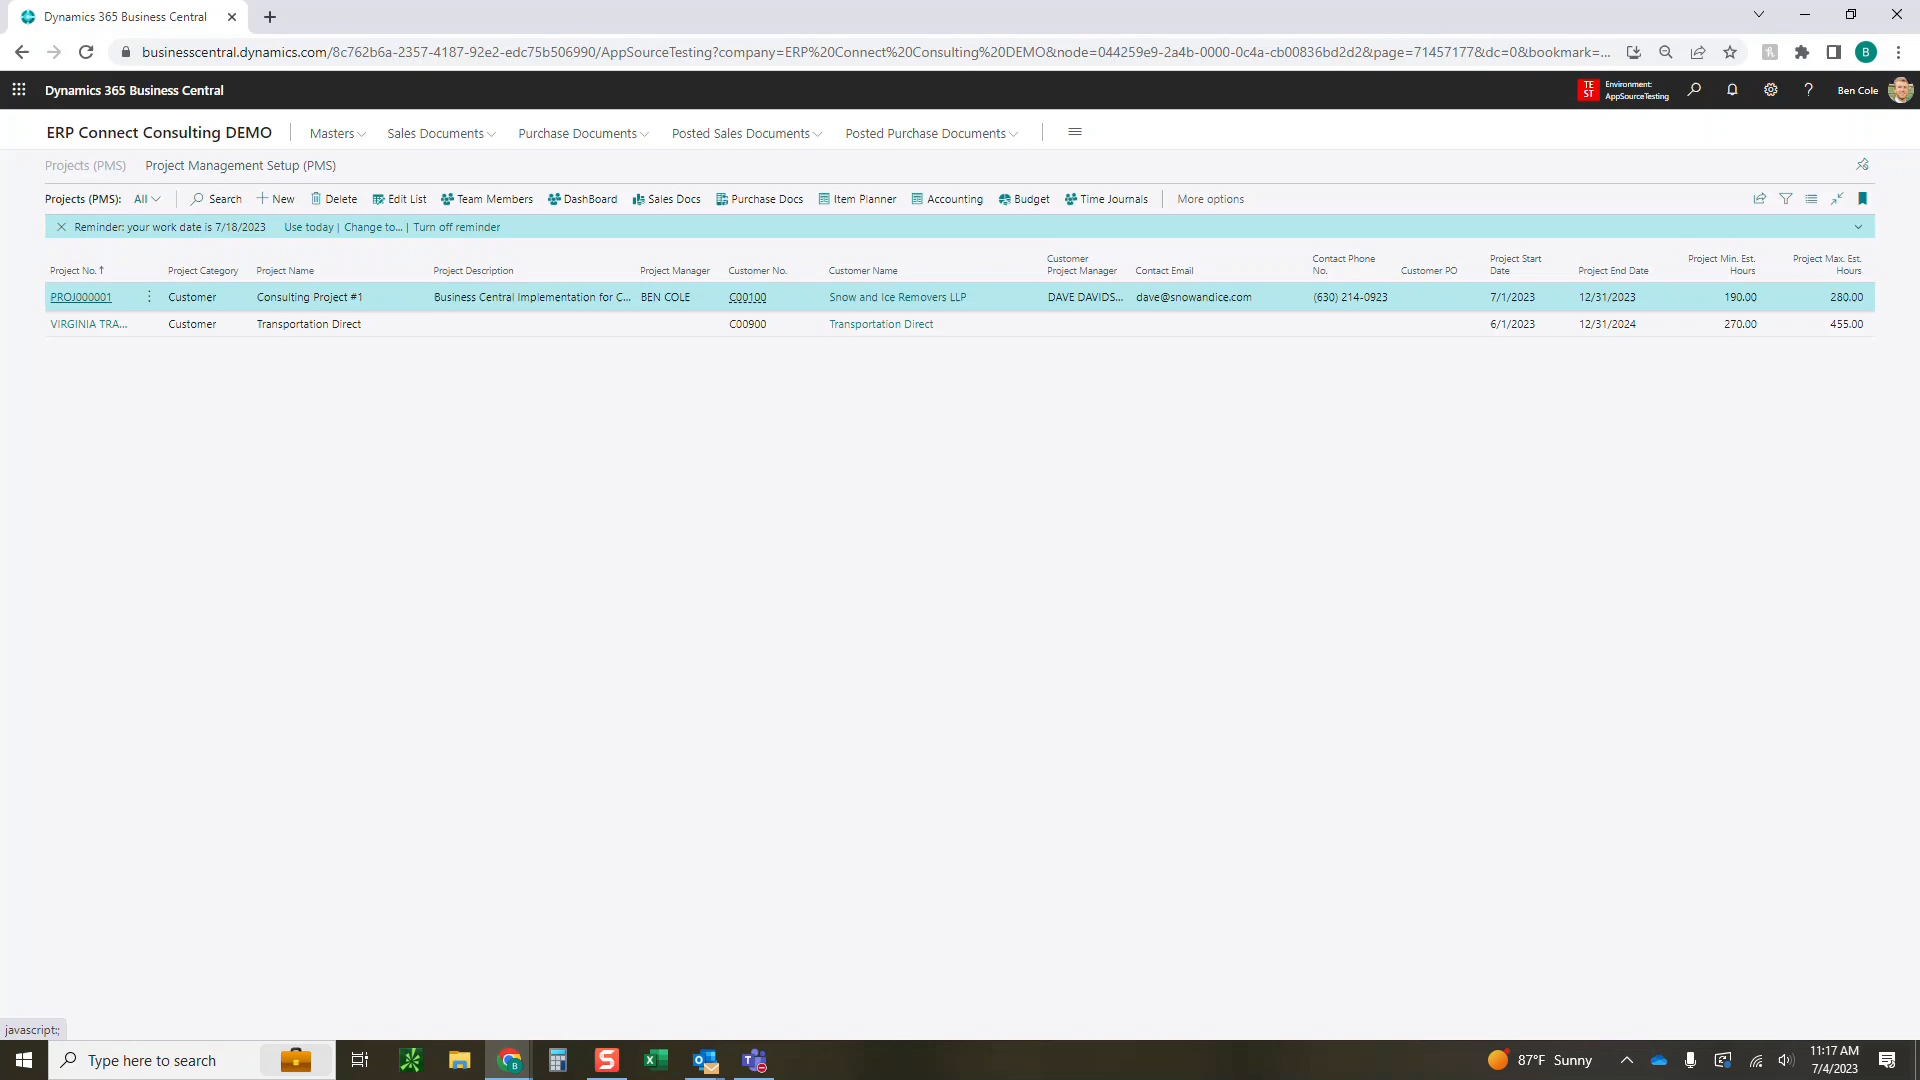 Dynamics 365 Business Central
businesscentral.dynamics.com/8c762b6a-2357-4187-92e2-edc75b506990/AppSourceTesting?company=ERP%20Connect%20Consulting%20DEMO&node=044259e9-2a4b-0000-0c4a-cb00836bd2d2&page=71457177&dc=0&bookmark=... B
Dynamics 365 Business Central TE ST Environment: AppSourceTesting ? Ben Cole
ERP Connect Consulting DEMO Masters Sales Documents Purchase Documents Posted Sales Documents Posted Purchase Documents
Projects (PMS) Project Management Setup (PMS)
Projects (PMS): All Search New Delete Edit List Team Members DashBoard Sales Docs Purchase Docs Item Planner Accounting Budget Time Journals More options
Reminder: your work date is 7/18/2023 Use today | Change to... | Turn off reminder
Project No. ↑ Project Category Project Name Project Description Project Manager Customer No. Customer Name Customer Project Manager Contact Email Contact Phone No. Customer PO Project Start Date Project End Date Project Min. Est. Hours Project Max. Est. Hours
PROJ000001 Customer Consulting Project #1 Business Central Implementation for C... BEN COLE C00100 Snow and Ice Removers LLP DAVE DAVIDS... dave@snowandice.com (630) 214-0923 7/1/2023 12/31/2023 190.00 280.00
VIRGINIA TRA... Customer Transportation Direct C00900 Transportation Direct 6/1/2023 12/31/2024 270.00 455.00
javascript:;
Type here to search 87°F Sunny 11:17 AM
7/4/2023